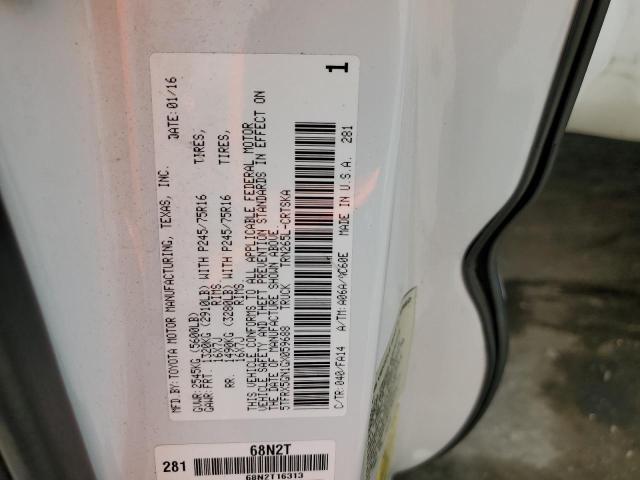 MFD.BY: TOYOTA MOTOR MANUFACTURING, TEXAS, INC. DATE: 01/16
GVWR: 2545KG (5600LB)
GAWR: FRT. 1320KG (2910LB) WITH P245/75R16 TIRES,
16X7J RIMS
RR. 1490KG (3280LB) WITH P245/75R16 TIRES,
16X7J RIMS
THIS VEHICLE CONFORMS TO ALL APPLICABLE FEDERAL MOTOR
VEHICLE SAFETY AND THEFT PREVENTION STANDARDS IN EFFECT ON
THE DATE OF MANUFACTURE SHOWN ABOVE.
5TFRX5GN1GX059688 TRUCK TRN265L-CRTSKA
C/TR: 040/FA14 A/TM: A06A/AC60E MADE IN U.S.A. 281
1
281
68N2T
68N2T16313